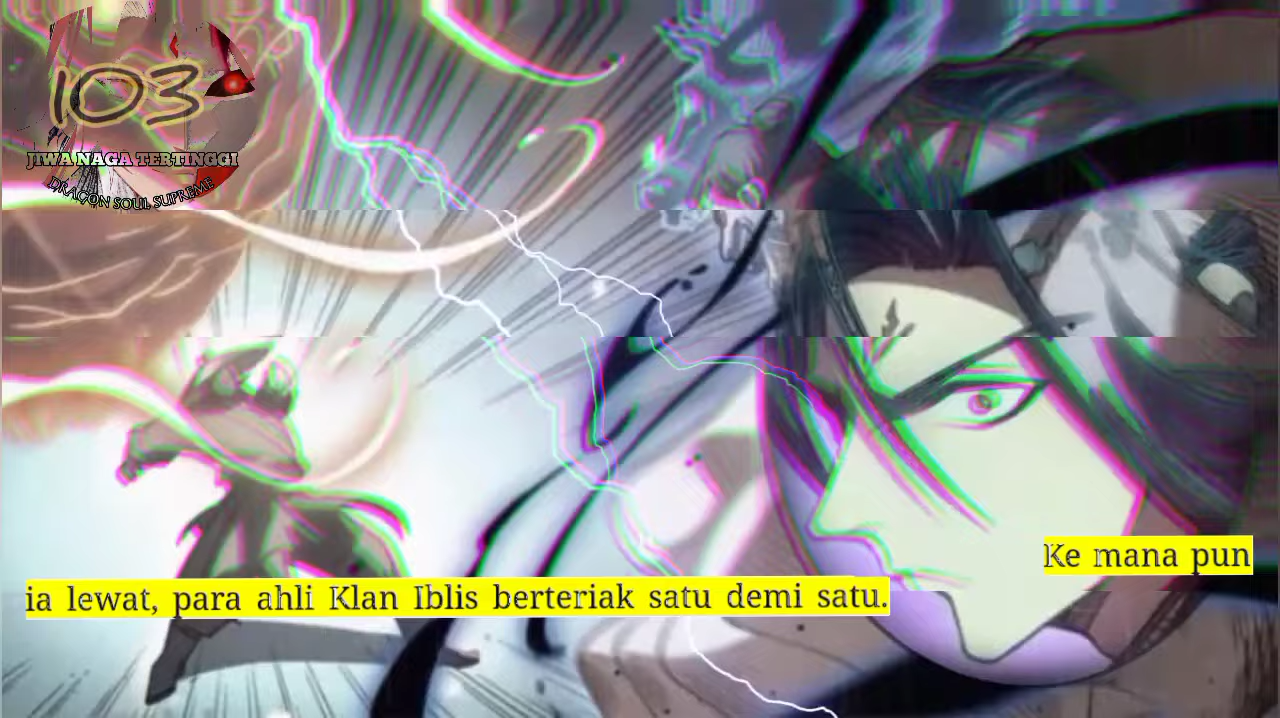 103
JIWA NAGA TERTINGGI
DRAGON SOUL SUPREME
Ke mana pun
ia lewat, para ahli Klan Iblis berteriak satu demi satu.